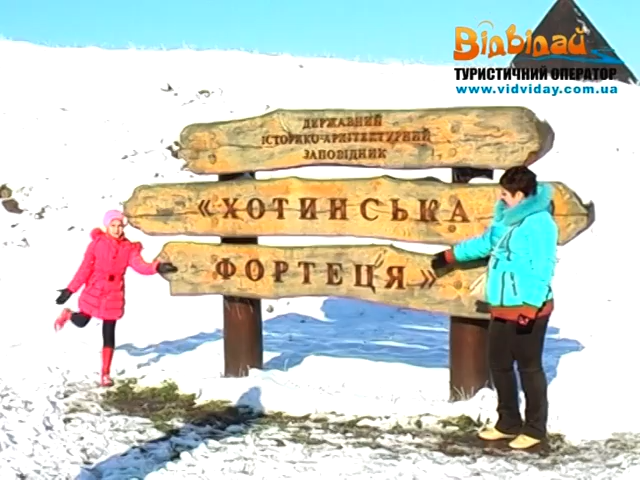 Відвідай
ТУРИСТИЧНИЙ ОПЕРАТОР
www.vidviday.com.ua
ДЕРЖАВНИЙ
ІСТОРИКО-АРХІТЕКТУРНИЙ
ЗАПОВІДНИК
«ХОТИНСЬКА
ФОРТЕЦЯ»